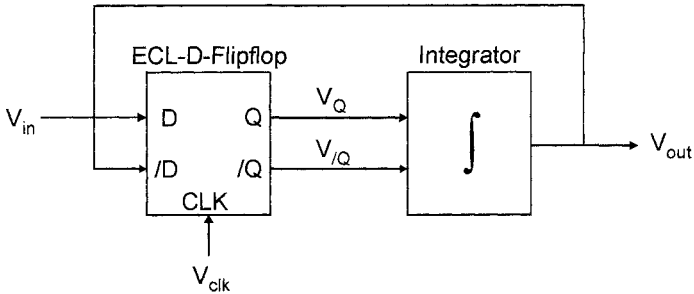 ECL-D-Flipflop
Integrator
V_in
D
Q
V_Q
∫
/D
/Q
V_/Q
V_out
CLK
V_clk